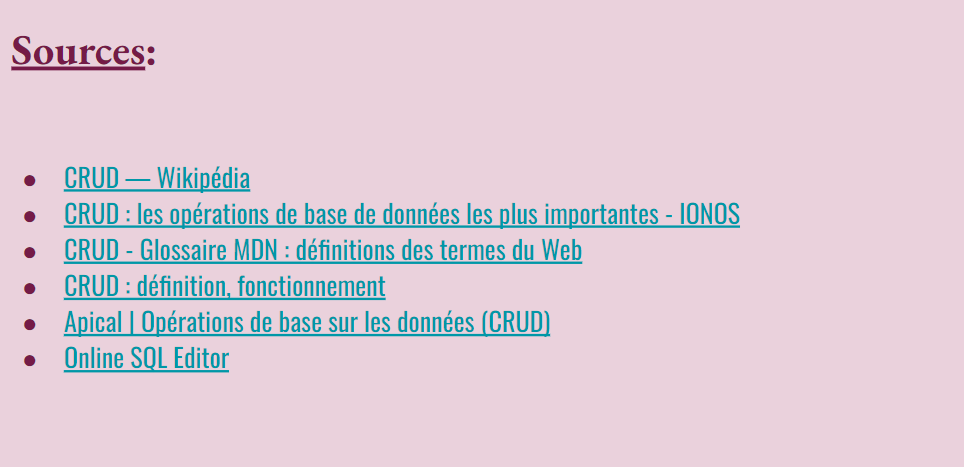 Sources:
● CRUD — Wikipédia
● CRUD : les opérations de base de données les plus importantes - IONOS
● CRUD - Glossaire MDN : définitions des termes du Web
● CRUD : définition, fonctionnement
● Apical | Opérations de base sur les données (CRUD)
● Online SQL Editor